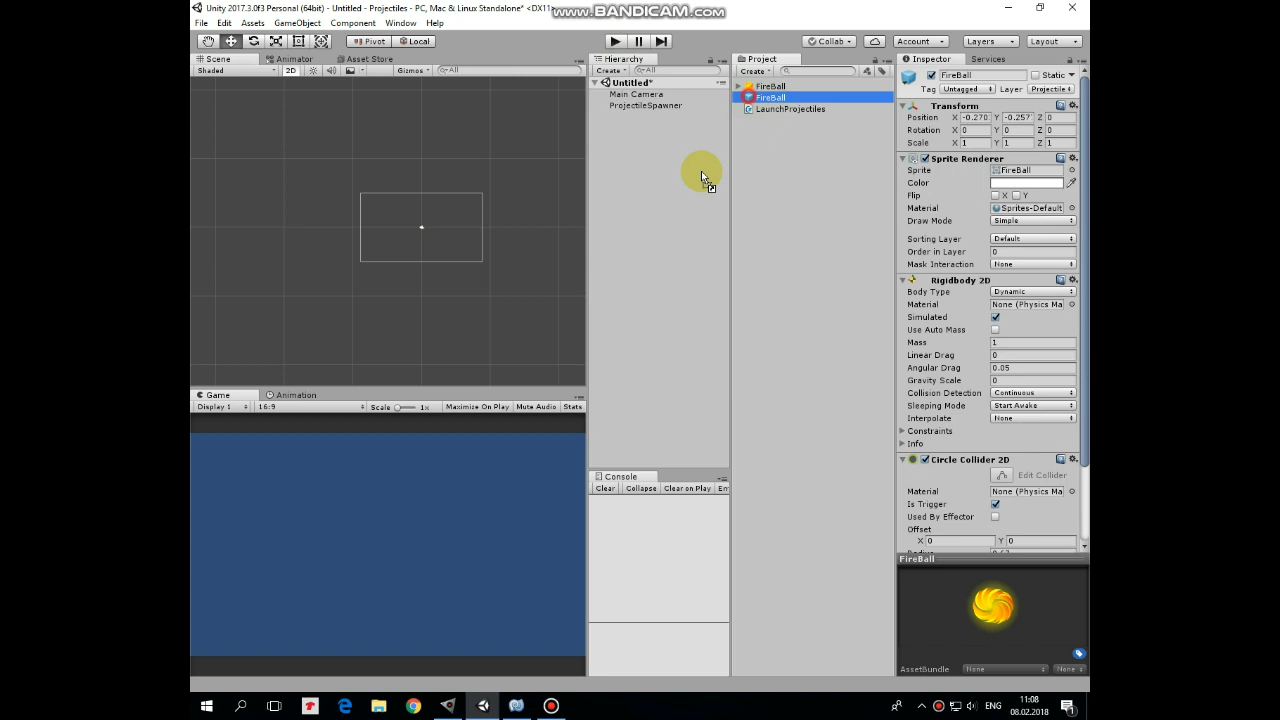 Unity 2017.3.0f3 Personal (64bit) - Untitled - Projectiles - PC, Mac & Linux Standalone* <DX11>
www.BANDICAM.com
File Edit Assets GameObject Component Window Help
Pivot Local Collab Account Layers Layout
Scene Animator Asset Store Hierarchy Project Inspector Services
Shaded 2D Gizmos All Create All Create FireBall Static
Tag Untagged Layer Projectile
Untitled*
Main Camera
ProjectileSpawner
FireBall
FireBall
LaunchProjectiles
Transform
Position X -0.270 Y -0.257 Z 0
Rotation X 0 Y 0 Z 0
Scale X 1 Y 1 Z 1
Sprite Renderer
Sprite FireBall
Color
Flip X Y
Material Sprites-Default
Draw Mode Simple
Sorting Layer Default
Order in Layer 0
Mask Interaction None
Rigidbody 2D
Body Type Dynamic
Material None (Physics Ma
Simulated
Use Auto Mass
Mass 1
Linear Drag 0
Angular Drag 0.05
Gravity Scale 0
Collision Detection Continuous
Sleeping Mode Start Awake
Interpolate None
Constraints
Info
Circle Collider 2D
Edit Collider
Material None (Physics Ma
Is Trigger
Used By Effector
Offset
X 0 Y 0
FireBall
AssetBundle None None
Game Animation
Display 1 16:9 Scale 1x Maximize On Play Mute Audio Stats
Console
Clear Collapse Clear on Play
ENG
11:08
08.02.2018